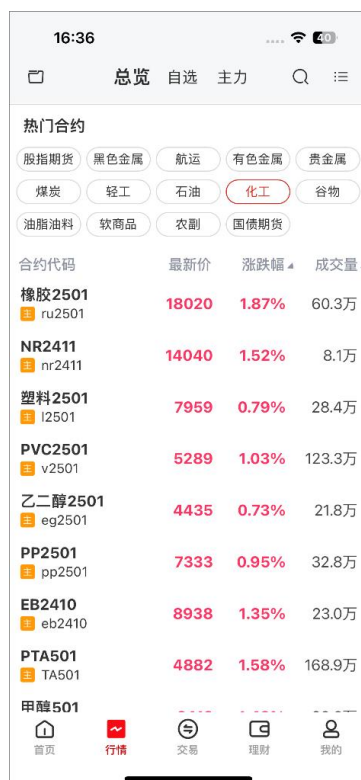 16:36
40
总览 自选 主力
热门合约
股指期货 黑色金属 航运 有色金属 贵金属
煤炭 轻工 石油 化工 谷物
油脂油料 软商品 农副 国债期货
合约代码 最新价 涨跌幅 成交量
橡胶2501
主 ru2501 18020 1.87% 60.3万
NR2411
主 nr2411 14040 1.52% 8.1万
塑料2501
主 l2501 7959 0.79% 28.4万
PVC2501
主 v2501 5289 1.03% 123.3万
乙二醇2501
主 eg2501 4435 0.73% 21.8万
PP2501
主 pp2501 7333 0.95% 32.8万
EB2410
主 eb2410 8938 1.35% 23.0万
PTA501
主 TA501 4882 1.58% 168.9万
甲醇501
首页 行情 交易 理财 我的